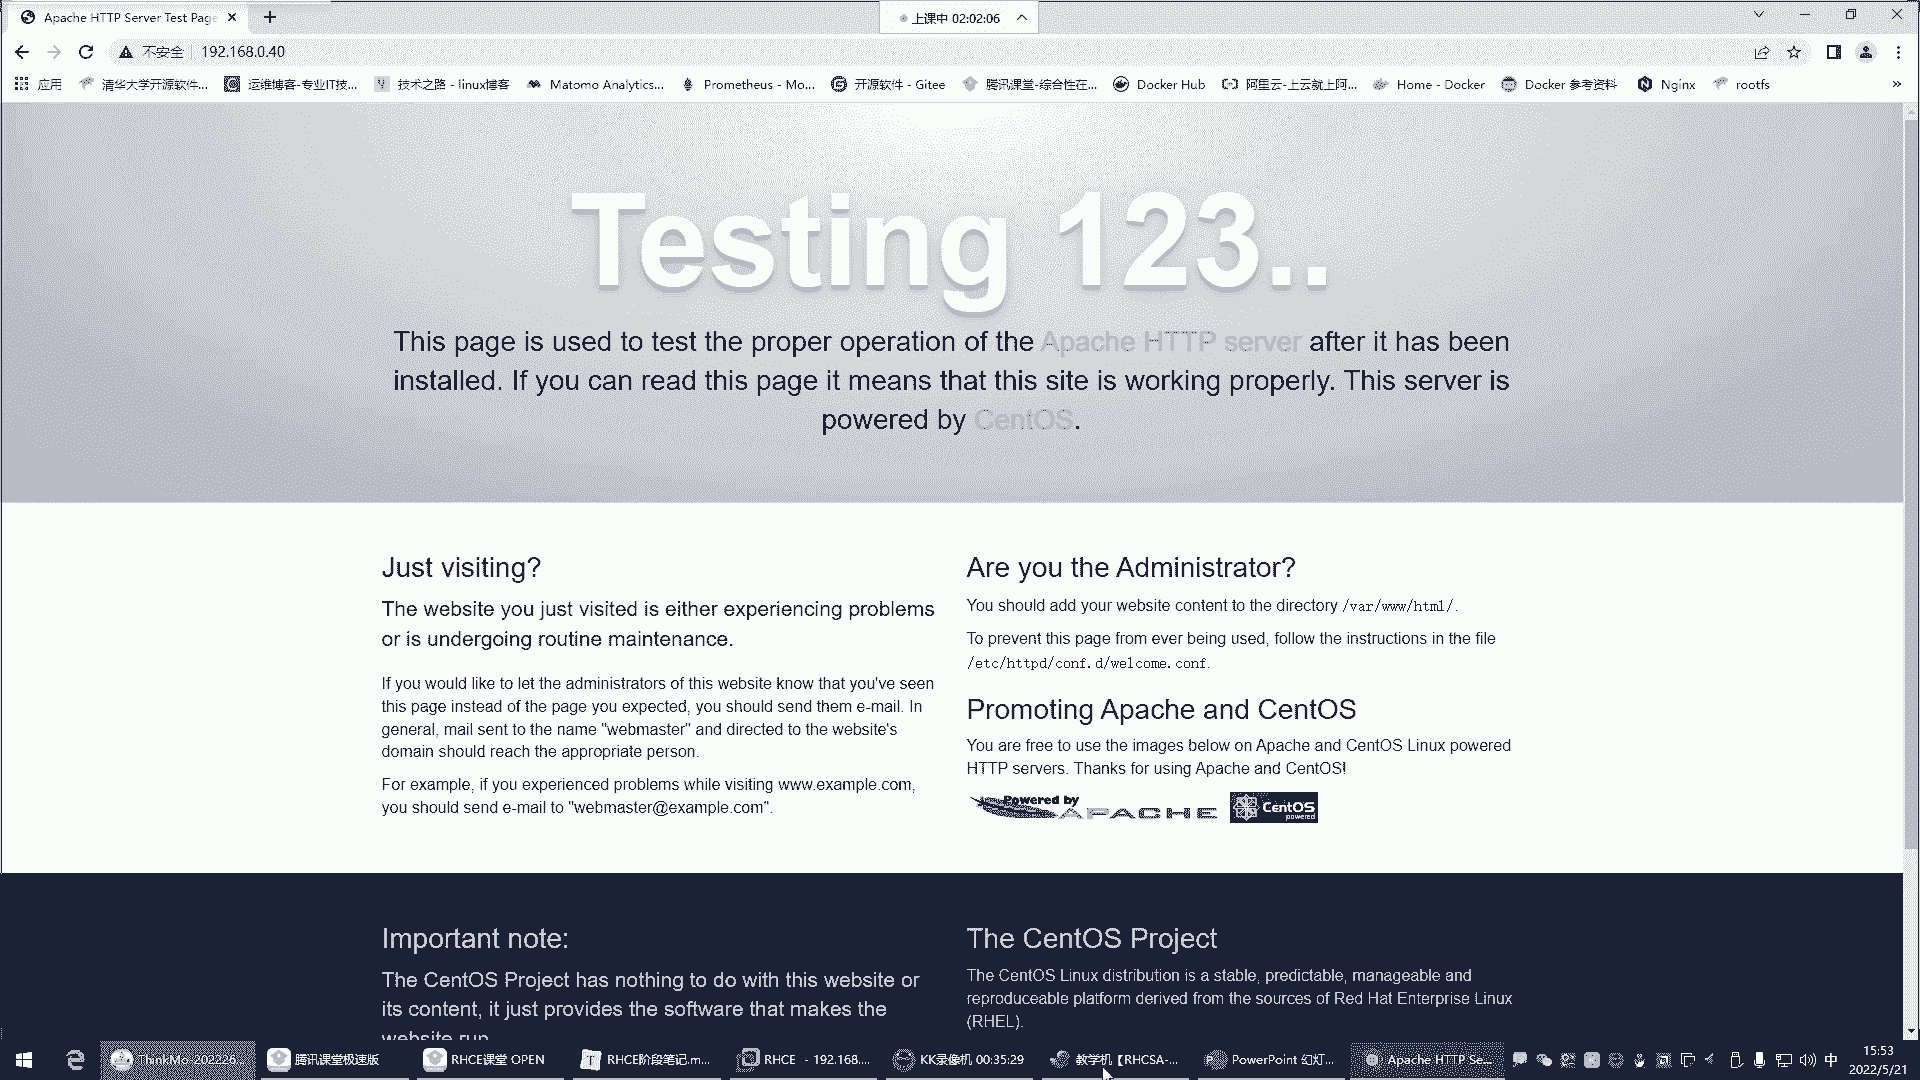 Apache HTTP Server Test Page
上课中 02:02:06
不安全 192.168.0.40
应用 清华大学开源软件... 运维博客-专业IT技... 技术之路 - linux博客 Matomo Analytics... Prometheus - Mo... 开源软件 - Gitee 腾讯课堂-综合性在... Docker Hub 阿里云-上云就上阿... Home - Docker Docker 参考资料 Nginx rootfs »
Testing 123..
This page is used to test the proper operation of the Apache HTTP server after it has been
installed. If you can read this page it means that this site is working properly. This server is
powered by CentOS.
Just visiting?
The website you just visited is either experiencing problems
or is undergoing routine maintenance.
If you would like to let the administrators of this website know that you've seen
this page instead of the page you expected, you should send them e-mail. In
general, mail sent to the name "webmaster" and directed to the website's
domain should reach the appropriate person.
For example, if you experienced problems while visiting www.example.com,
you should send e-mail to "webmaster@example.com".
Are you the Administrator?
You should add your website content to the directory /var/www/html/.
To prevent this page from ever being used, follow the instructions in the file
/etc/httpd/conf.d/welcome.conf.
Promoting Apache and CentOS
You are free to use the images below on Apache and CentOS Linux powered
HTTP servers. Thanks for using Apache and CentOS!
Powered by
APACHE
CentOS
powered
Important note:
The CentOS Project has nothing to do with this website or
its content, it just provides the software that makes the
website run.
The CentOS Project
The CentOS Linux distribution is a stable, predictable, manageable and
reproduceable platform derived from the sources of Red Hat Enterprise Linux
(RHEL).
ThinkMo-202226 腾讯课堂极速版 RHCE课堂 OPEN RHCE阶段笔记.m... RHCE - 192.168.... KK录像机 00:35:29 教学机【RHCSA-... PowerPoint 幻灯... Apache HTTP Se... 中
15:53
2022/5/21